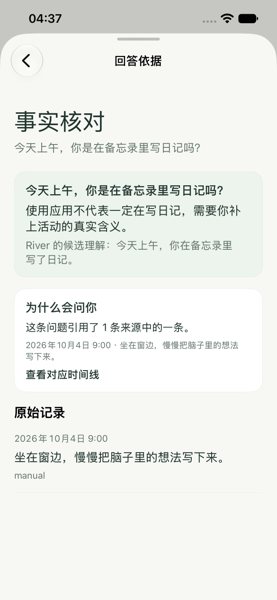 04:37
回答依据
事实核对
今天上午，你是在备忘录里写日记吗？
今天上午，你是在备忘录里写日记吗？
使用应用不代表一定在写日记，需要你补
上活动的真实含义。
River 的候选理解：今天上午，你在备忘录里
写了日记。
为什么会问你
这条问题引用了 1 条来源中的一条。
2026年10月4日 9:00 · 坐在窗边，慢慢把脑子里的想法
写下来。
查看对应时间线
原始记录
2026年10月4日 9:00
坐在窗边，慢慢把脑子里的想法写下来。
manual